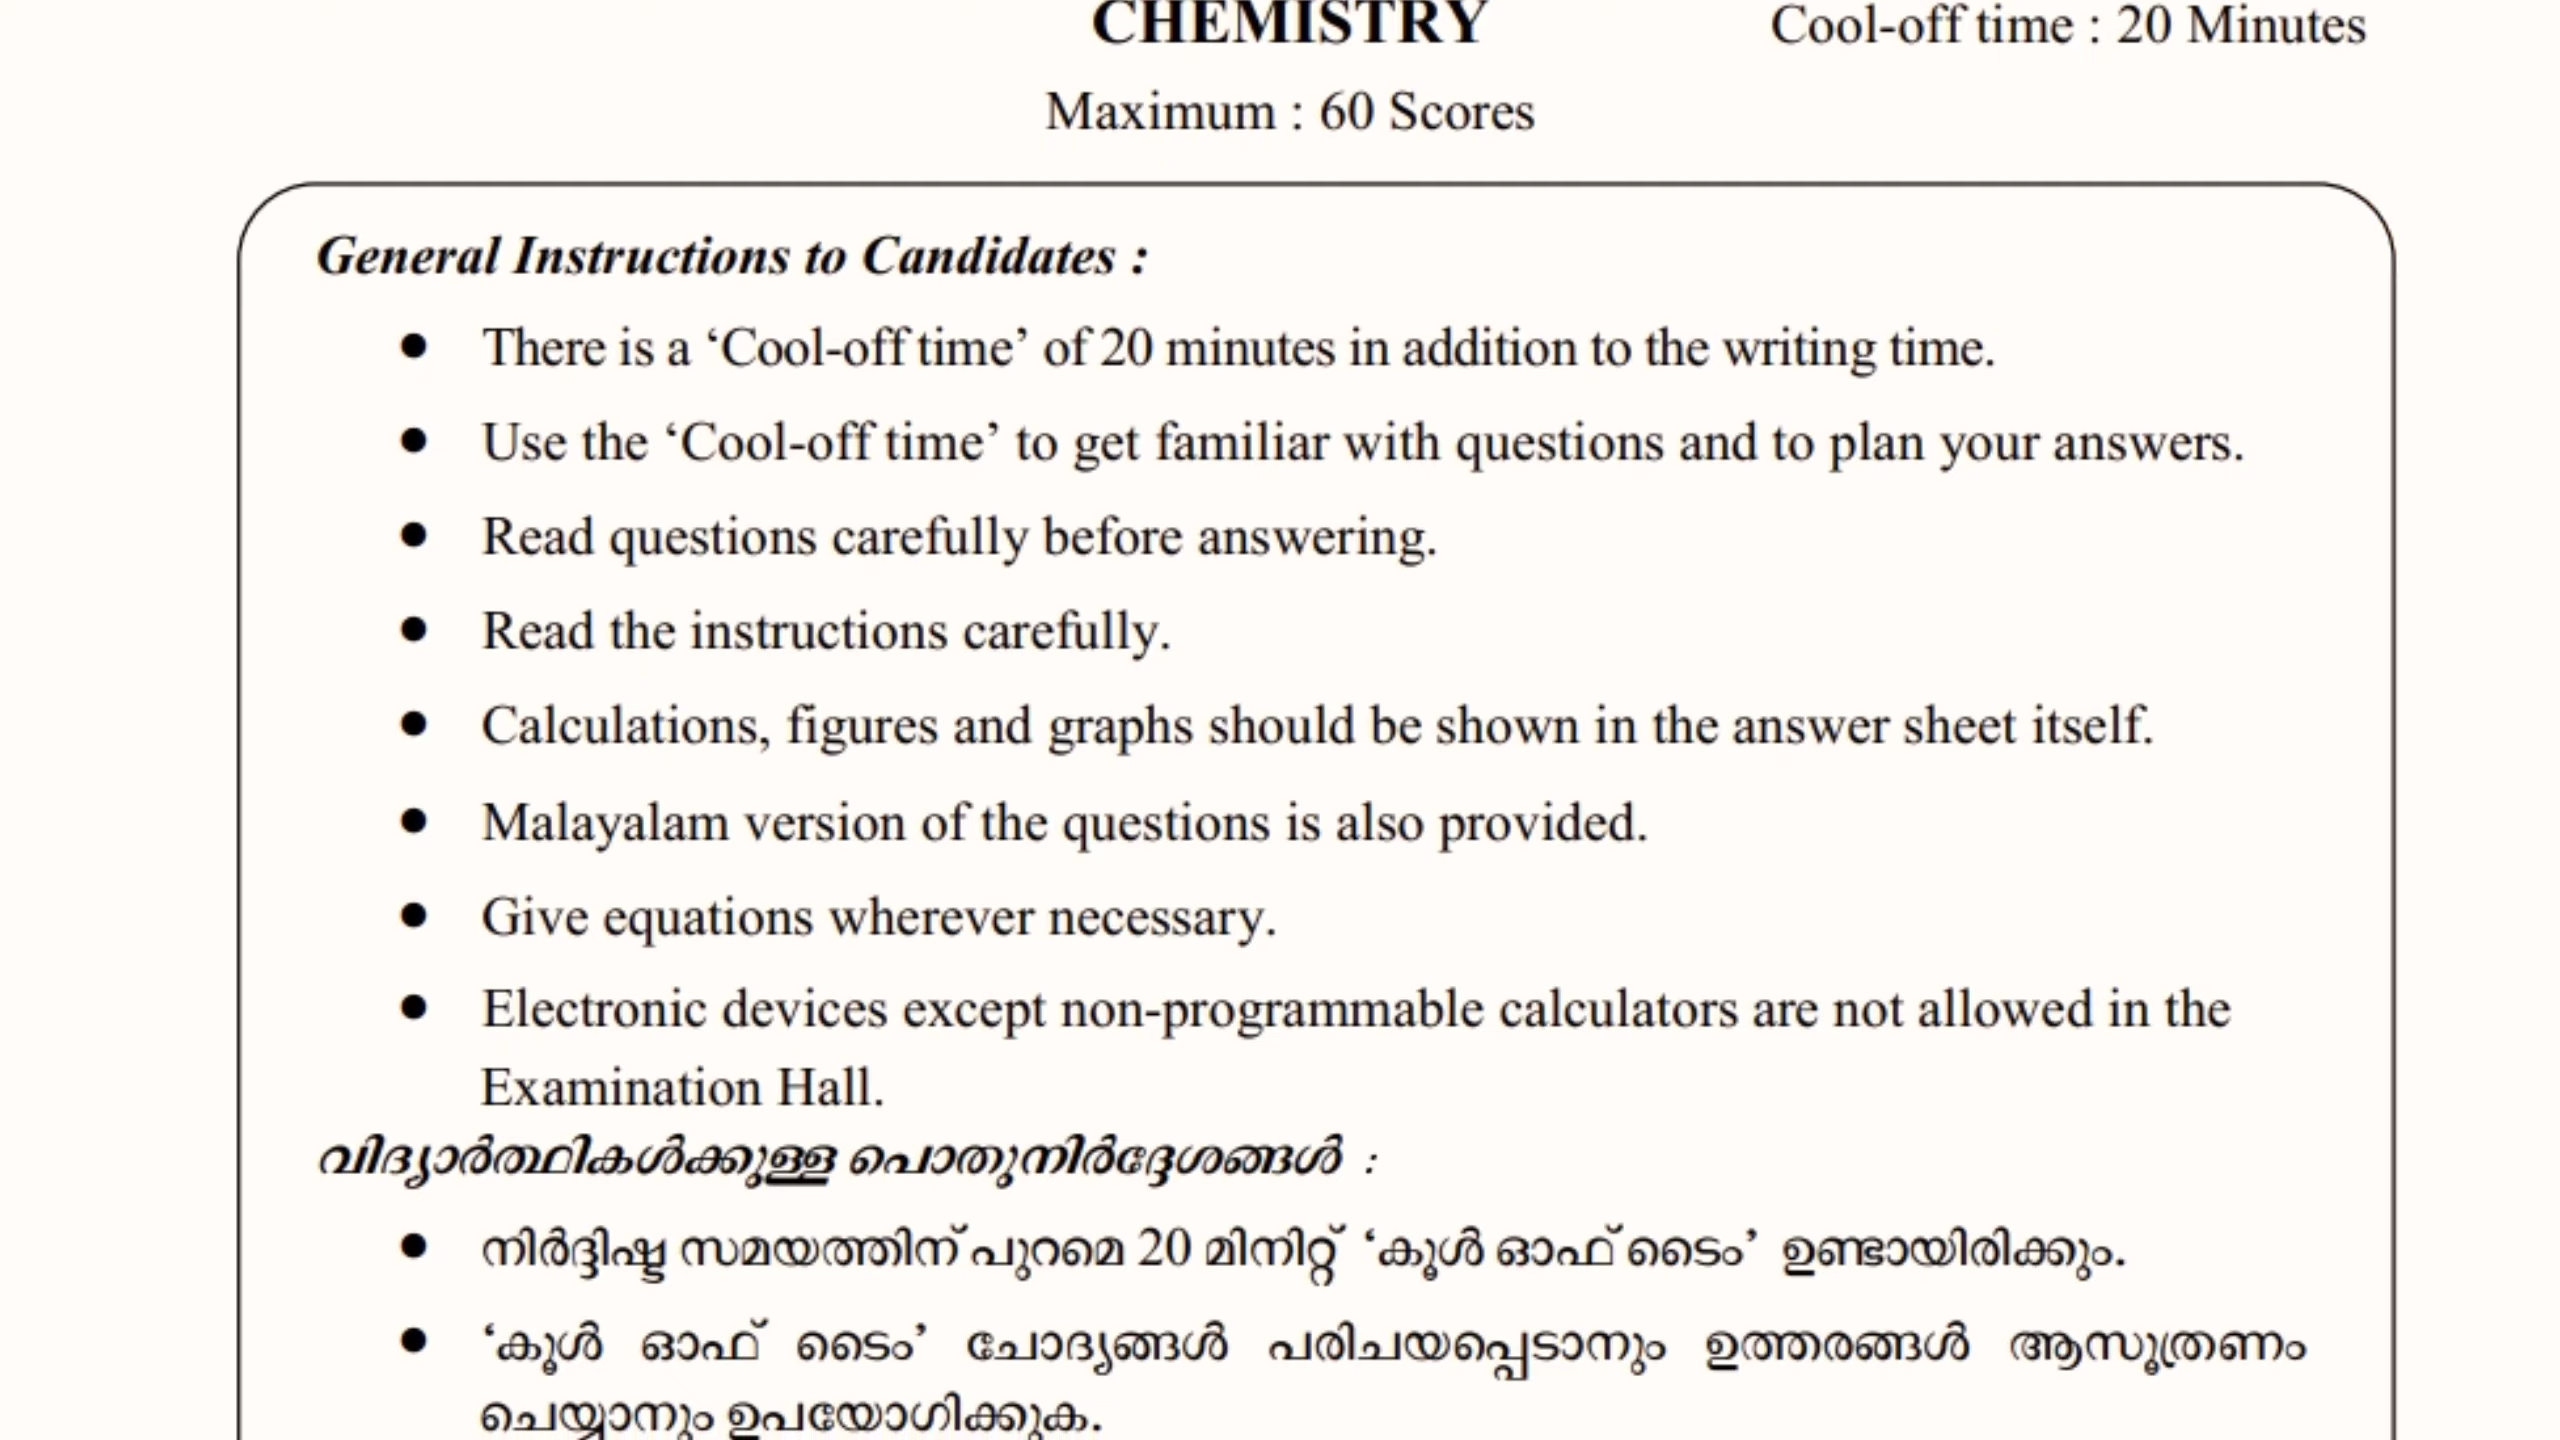 CHEMISTRY Cool-off time : 20 Minutes
Maximum : 60 Scores
General Instructions to Candidates :
● There is a ‘Cool-off time’ of 20 minutes in addition to the writing time.
● Use the ‘Cool-off time’ to get familiar with questions and to plan your answers.
● Read questions carefully before answering.
● Read the instructions carefully.
● Calculations, figures and graphs should be shown in the answer sheet itself.
● Malayalam version of the questions is also provided.
● Give equations wherever necessary.
● Electronic devices except non-programmable calculators are not allowed in the
Examination Hall.
വിദ്യാർത്ഥികൾക്കുള്ള പൊതുനിർദ്ദേശങ്ങൾ :
● നിർദ്ദിഷ്ട സമയത്തിന് പുറമെ 20 മിനിറ്റ് ‘കൂൾ ഓഫ് ടൈം’ ഉണ്ടായിരിക്കും.
● ‘കൂൾ ഓഫ് ടൈം’ ചോദ്യങ്ങൾ പരിചയപ്പെടാനും ഉത്തരങ്ങൾ ആസൂത്രണം
ചെയ്യാനും ഉപയോഗിക്കുക.